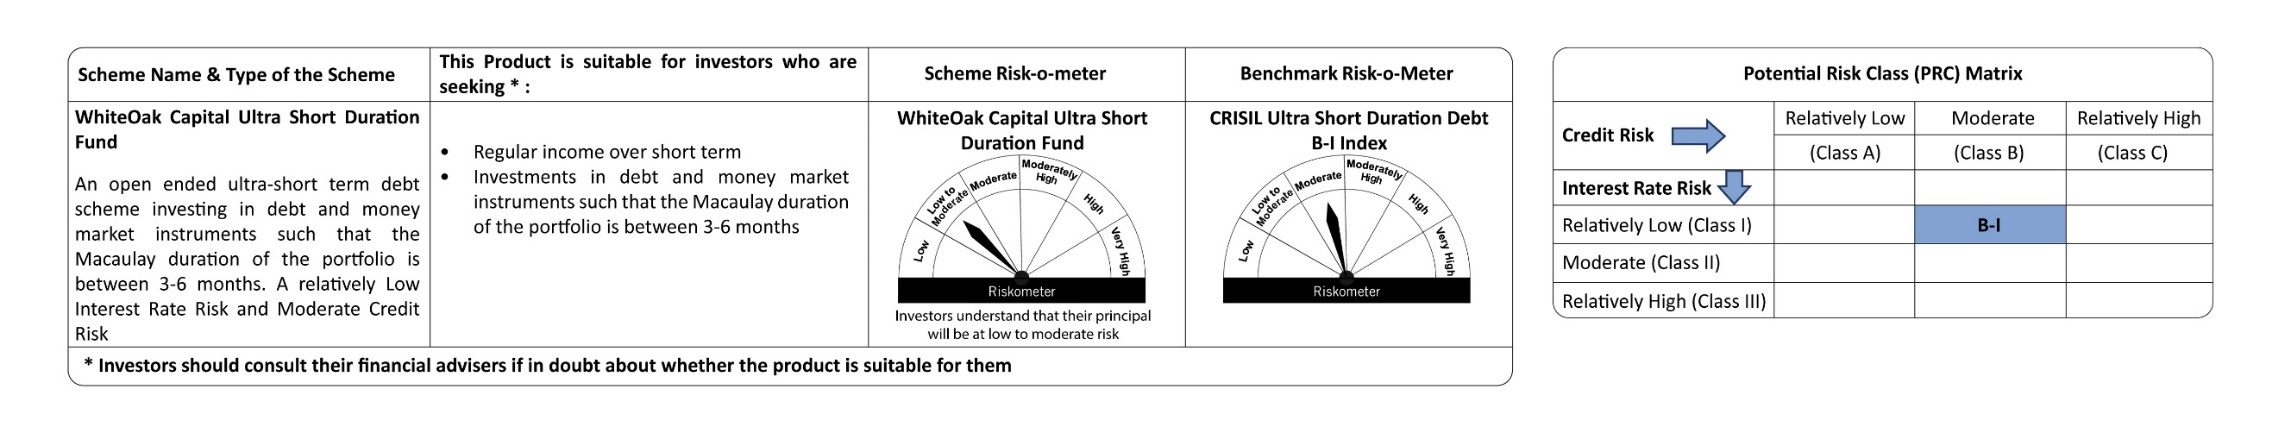 Scheme Name & Type of the Scheme
This Product is suitable for investors who are
seeking * :
Scheme Risk-o-meter
Benchmark Risk-o-Meter
WhiteOak Capital Ultra Short Duration
Fund
An open ended ultra-short term debt
scheme investing in debt and money
market instruments such that the
Macaulay duration of the portfolio is
between 3-6 months. A relatively Low
Interest Rate Risk and Moderate Credit
Risk
• Regular income over short term
• Investments in debt and money market
instruments such that the Macaulay duration
of the portfolio is between 3-6 months
WhiteOak Capital Ultra Short
Duration Fund
Low
Low to
Moderate
Moderate
Moderately
High
High
Very High
Riskometer
Investors understand that their principal
will be at low to moderate risk
CRISIL Ultra Short Duration Debt
B-I Index
Low
Low to
Moderate
Moderate
Moderately
High
High
Very High
Riskometer
* Investors should consult their financial advisers if in doubt about whether the product is suitable for them
Potential Risk Class (PRC) Matrix
Credit Risk
Relatively Low
Moderate
Relatively High
(Class A)
(Class B)
(Class C)
Interest Rate Risk
Relatively Low (Class I)
B-I
Moderate (Class II)
Relatively High (Class III)